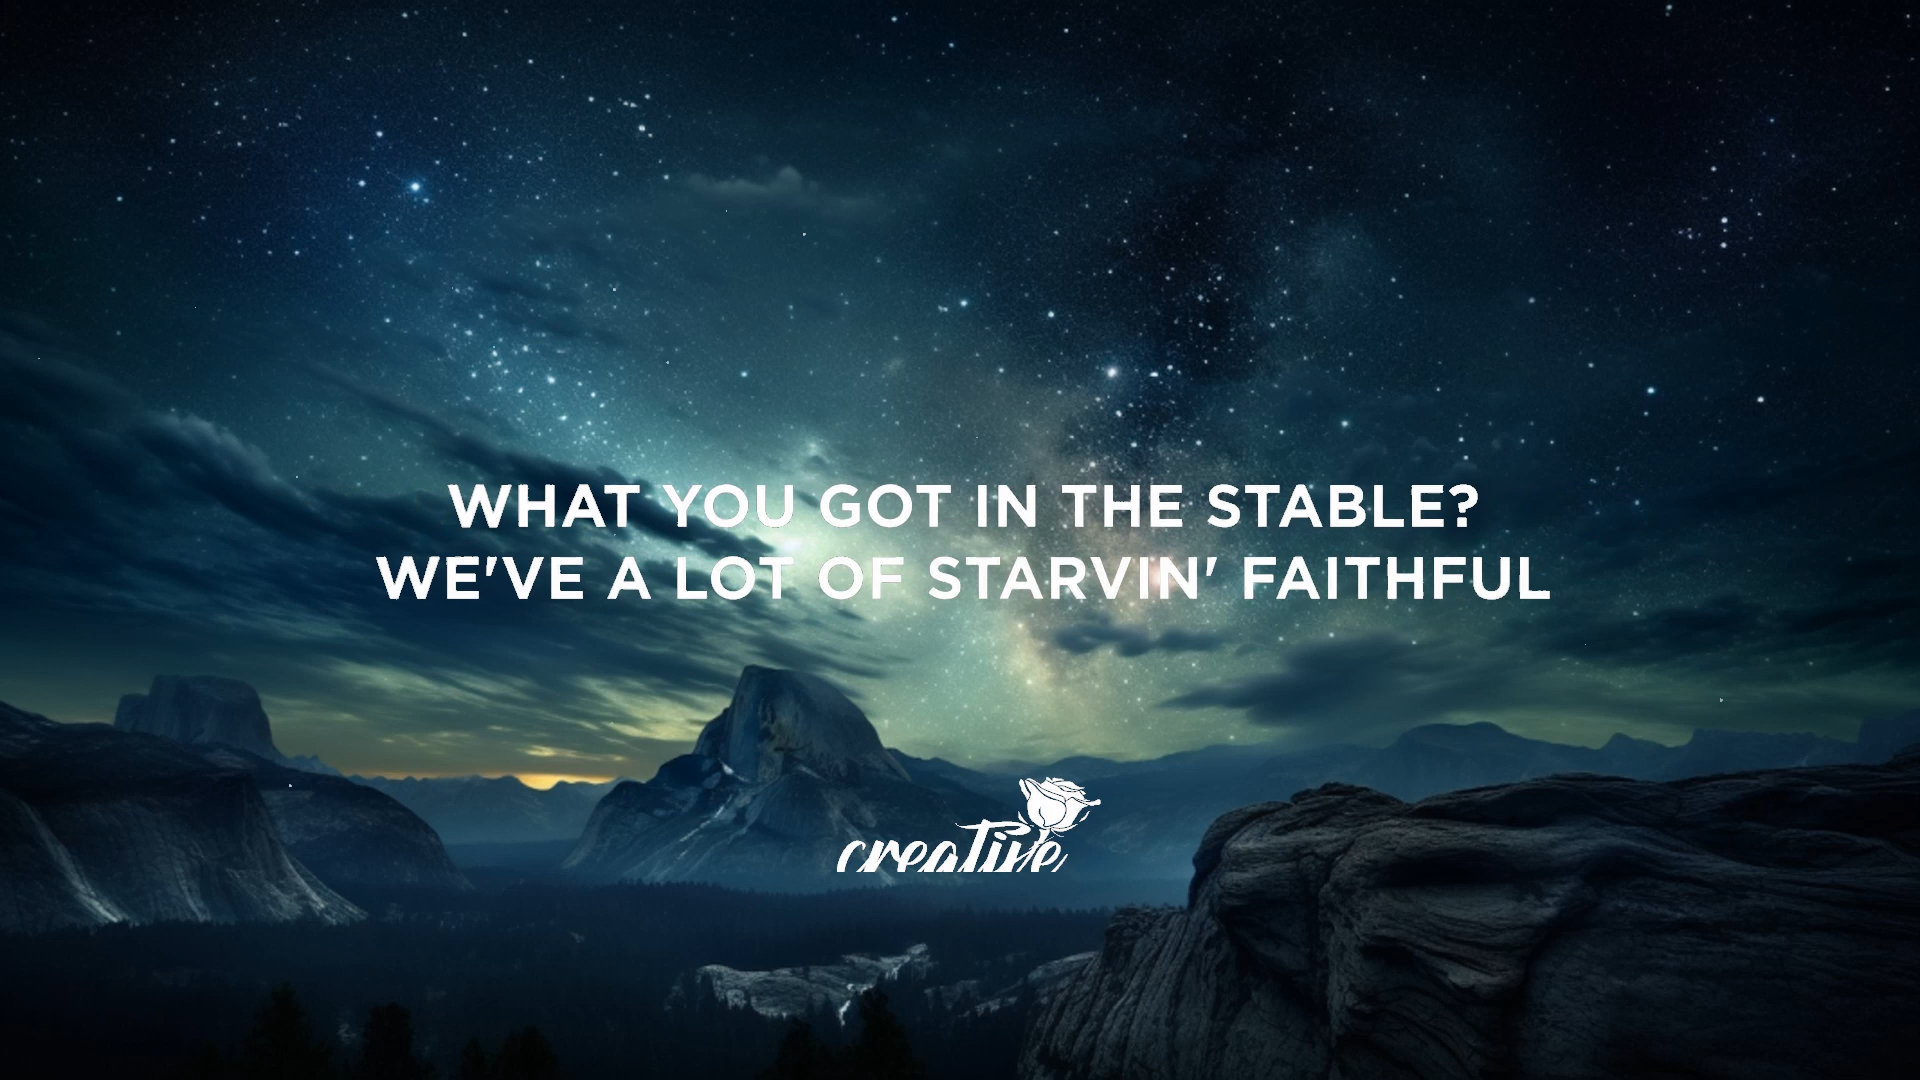 WHAT YOU GOT IN THE STABLE?
WE'VE A LOT OF STARVIN' FAITHFUL
creative